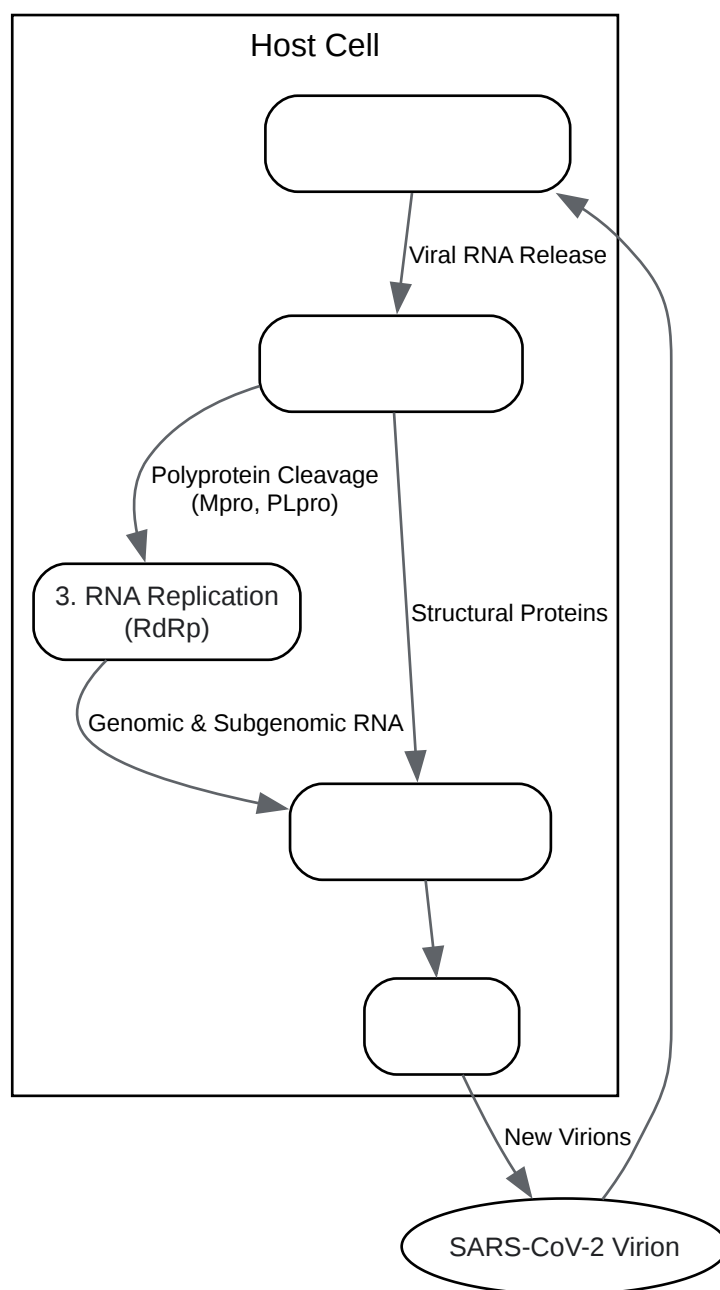 Host Cell
Viral RNA Release
Polyprotein Cleavage
(Mpro, PLpro)
3. RNA Replication
(RdRp)
Structural Proteins
Genomic & Subgenomic RNA
New Virions
SARS-CoV-2 Virion